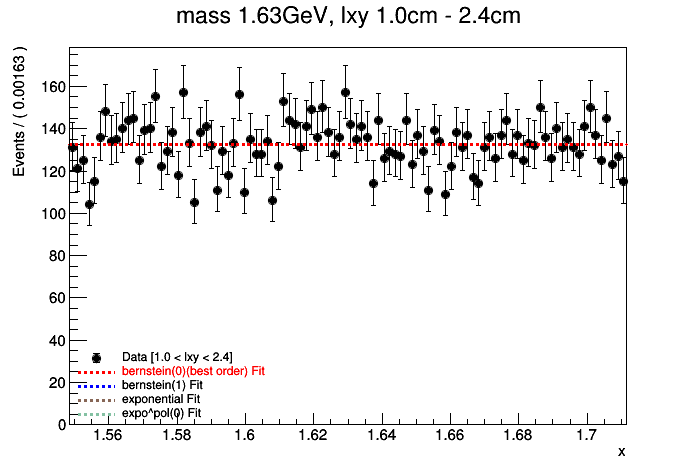 mass 1.63GeV, lxy 1.0cm - 2.4cm
Events / ( 0.00163 )
160
140
120
100
80
60
40
20
0
Data [1.0 < lxy < 2.4]
bernstein(0)(best order) Fit
bernstein(1) Fit
exponential Fit
expo^pol(0) Fit
1.56 1.58 1.6 1.62 1.64 1.66 1.68 1.7
x